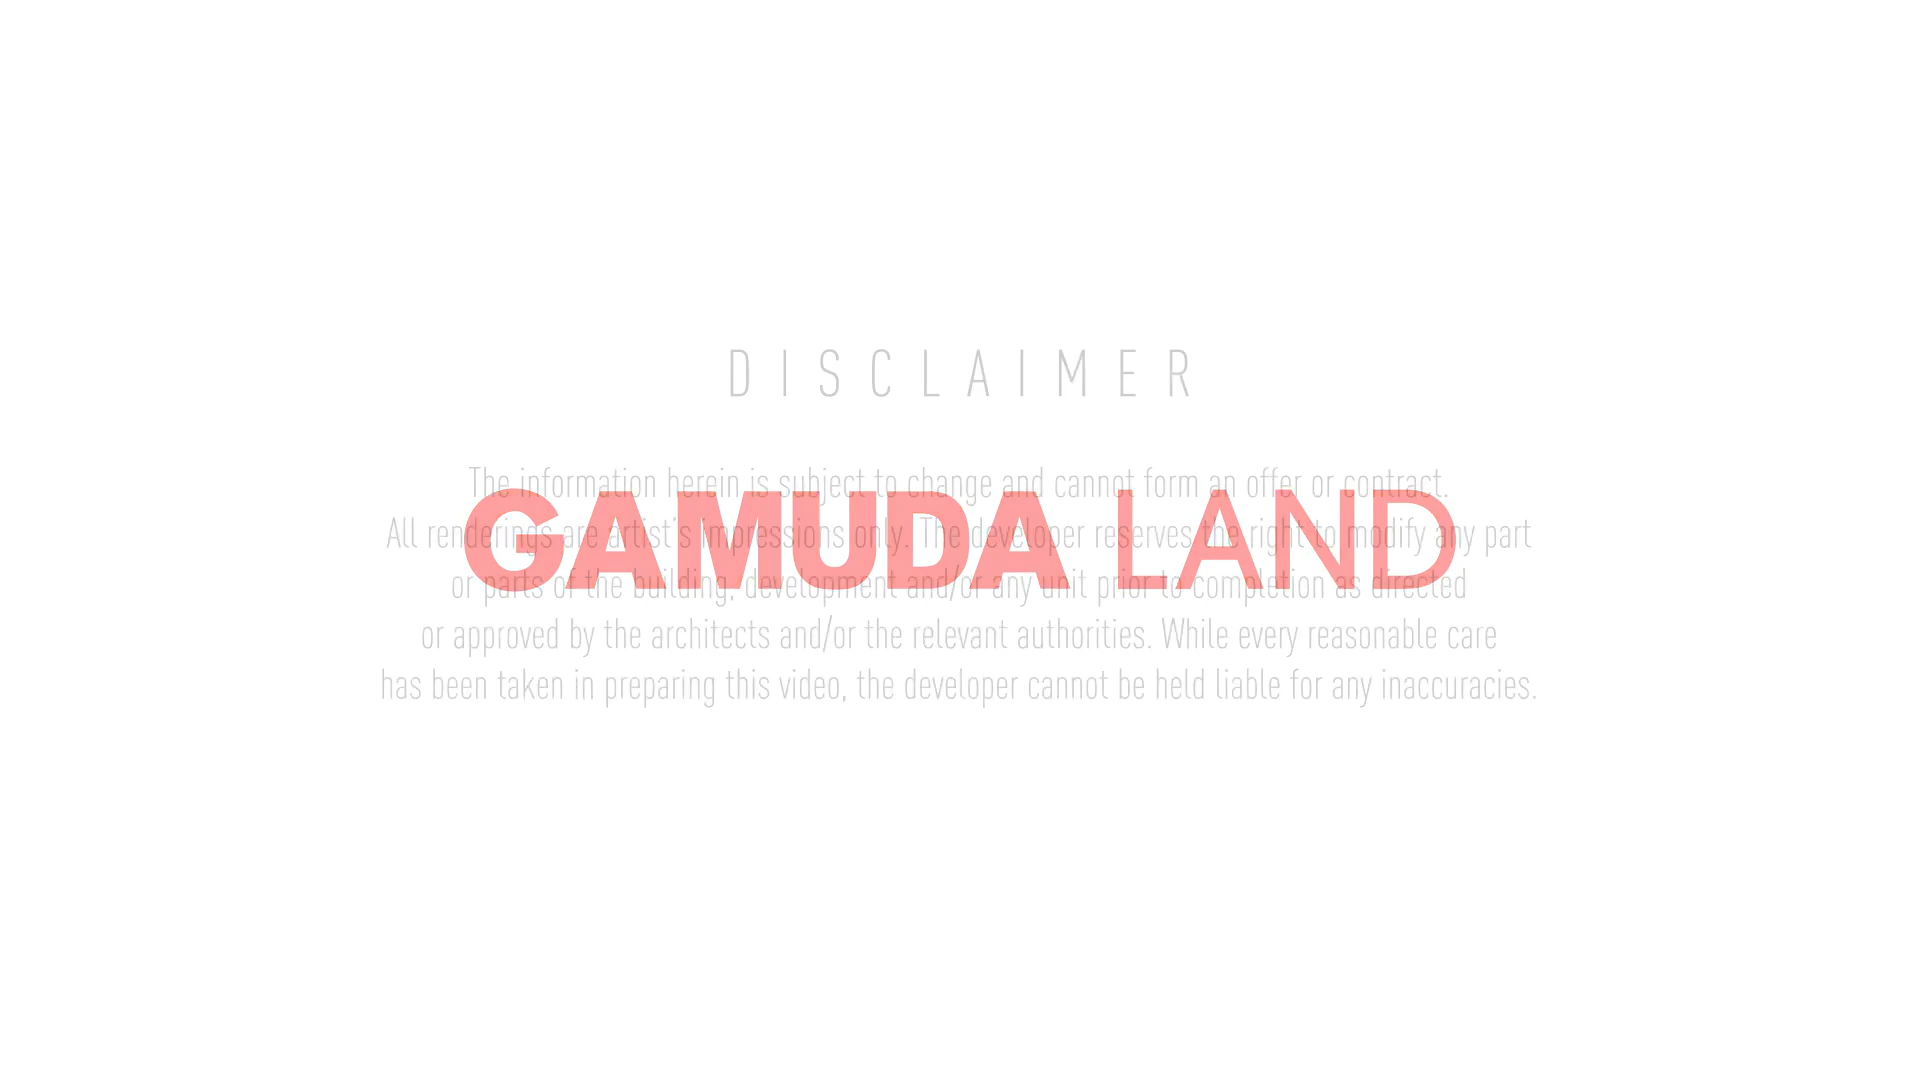 DISCLAIMER
The information herein is subject to change and cannot form an offer or contract.
GAMUDA LAND
All renderings are artist's impressions only. The developer reserves the right to modify any part
or parts of the building, development and/or any unit prior to completion as directed
or approved by the architects and/or the relevant authorities. While every reasonable care
has been taken in preparing this video, the developer cannot be held liable for any inaccuracies.